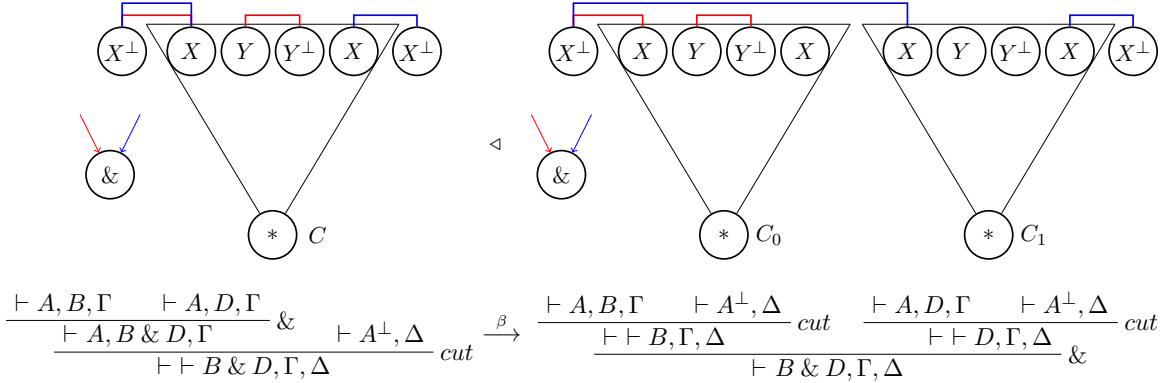 X⊥ X Y Y⊥ X X⊥ X⊥ X Y Y⊥ X X Y Y⊥ X X⊥
& ◁ &
* C * C₀ * C₁
⊢ A, B, Γ ⊢ A, D, Γ & ⊢ A, B, Γ ⊢ A⊥, Δ cut ⊢ A, D, Γ ⊢ A⊥, Δ cut
⊢ A, B & D, Γ ⊢ A⊥, Δ cut β→ ⊢ ⊢ B, Γ, Δ ⊢ ⊢ D, Γ, Δ &
⊢ ⊢ B & D, Γ, Δ ⊢ B & D, Γ, Δ